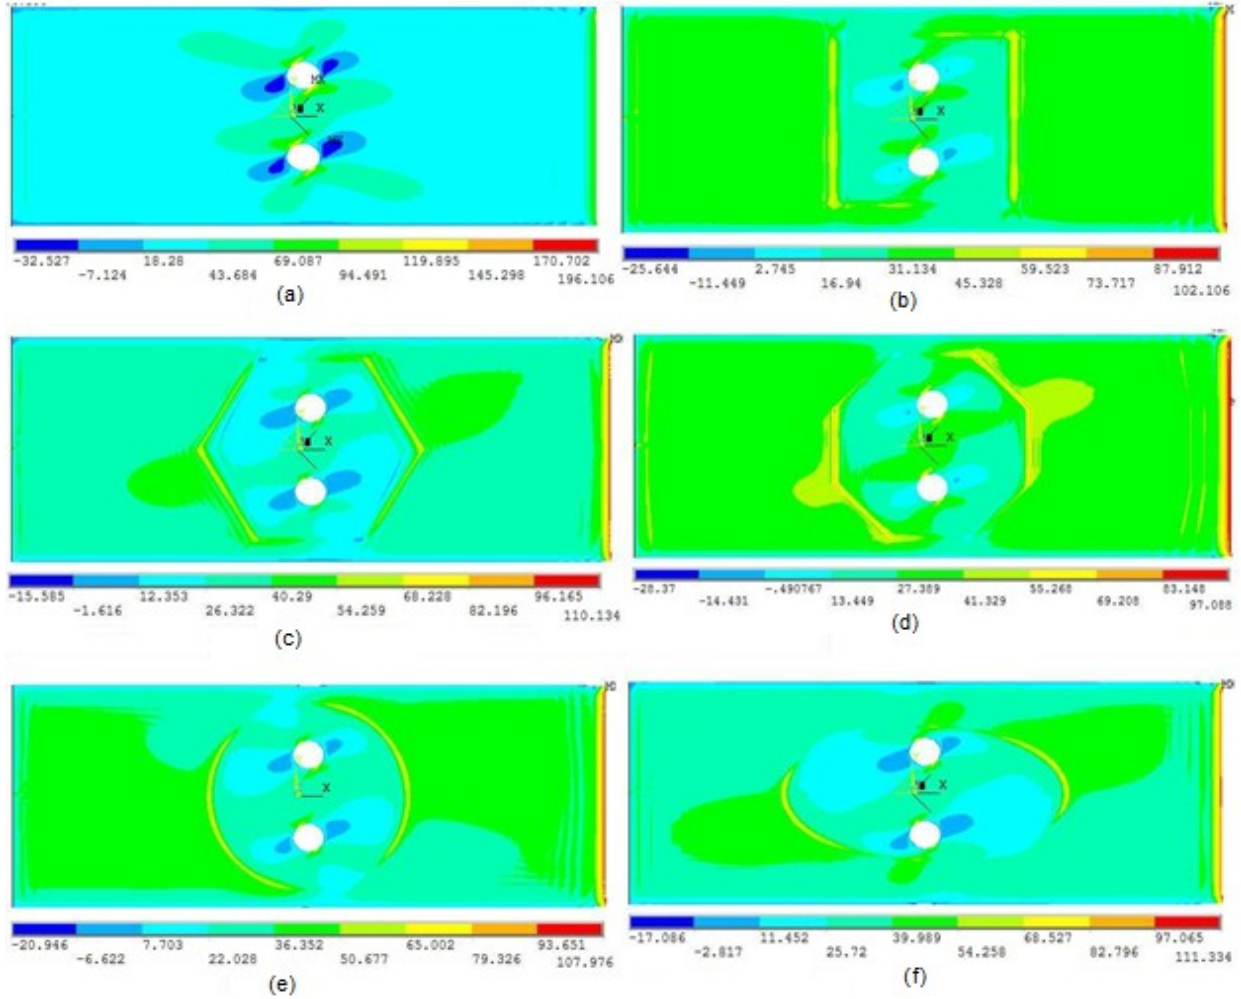 MX
X
-32.527 18.28 69.087 119.895 170.702
-7.124 43.684 94.491 145.298 196.106
(a)
X
-25.644 2.745 31.134 59.523 87.912
-11.449 16.94 45.328 73.717 102.106
(b)
X
-15.585 12.353 40.29 68.228 96.165
-1.616 26.322 54.259 82.196 110.134
(c)
X
-28.37 -.490767 27.389 55.268 83.148
-14.431 13.449 41.329 69.208 97.088
(d)
X
-20.946 7.703 36.352 65.002 93.651
-6.622 22.028 50.677 79.326 107.976
(e)
X
-17.086 11.452 39.989 68.527 97.065
-2.817 25.72 54.258 82.796 111.334
(f)